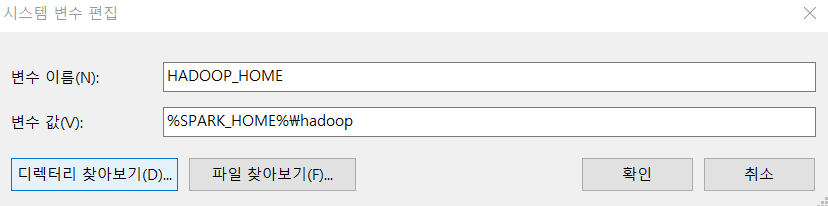 시스템 변수 편집
변수 이름(N): HADOOP_HOME
변수 값(V): %SPARK_HOME%₩hadoop
디렉터리 찾아보기(D)... 파일 찾아보기(F)... 확인 취소